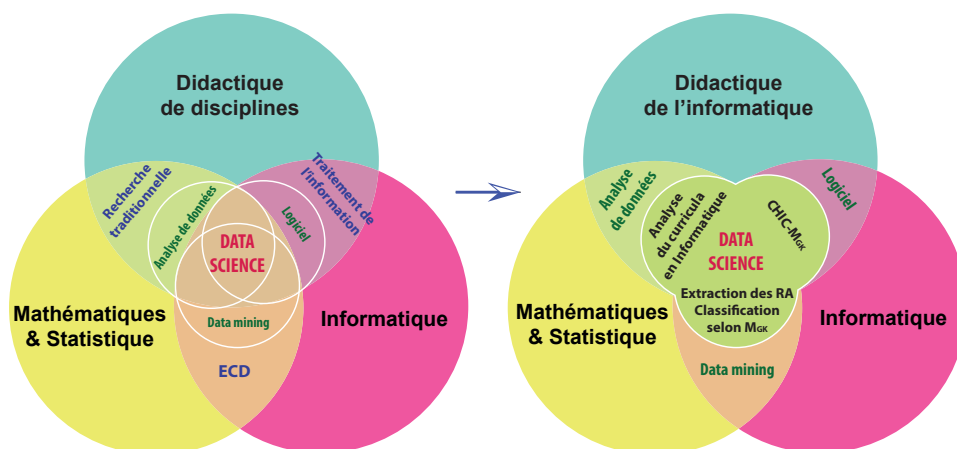 Didactique
de disciplines
Recherche
traditionnelle
Traitement de
l'information
Analyse de données
Logiciel
DATA
SCIENCE
Mathématiques
& Statistique
Informatique
Data mining
ECD
Didactique
de l'informatique
Analyse
de données
Logiciel
Analyse
du curricula
en Informatique
CHIC-MGK
DATA
SCIENCE
Extraction des RA
Classification
selon MGK
Mathématiques
& Statistique
Informatique
Data mining